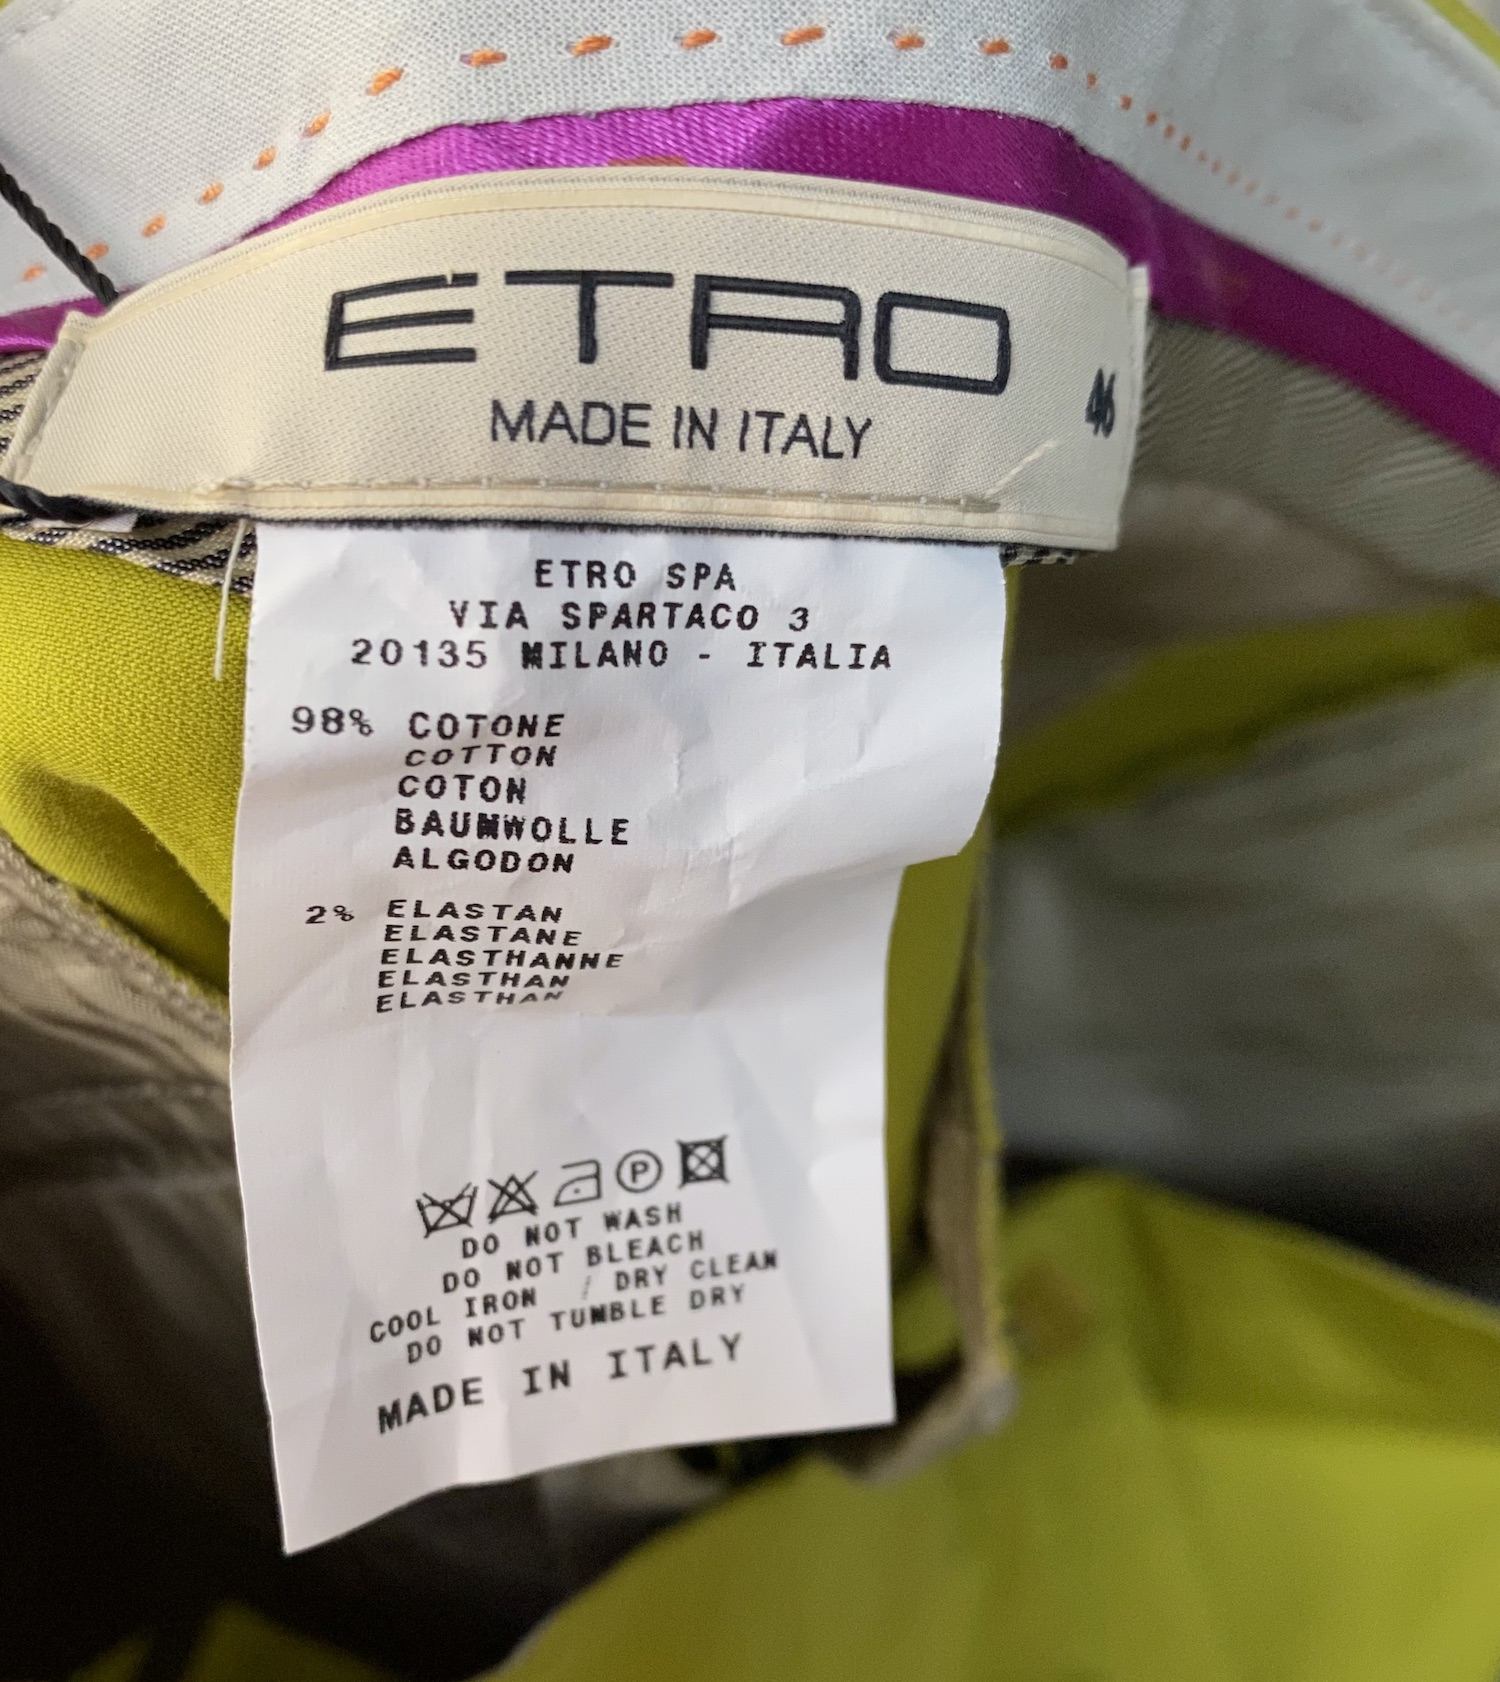 ETRO
MADE IN ITALY
46
ETRO SPA
VIA SPARTACO 3
20135 MILANO - ITALIA
98% COTONE
COTTON
COTON
BAUMWOLLE
ALGODON
2% ELASTAN
ELASTANE
ELASTHANNE
ELASTHAN
ELASTHAN
P
DO NOT WASH
DO NOT BLEACH
COOL IRON / DRY CLEAN
DO NOT TUMBLE DRY
MADE IN ITALY